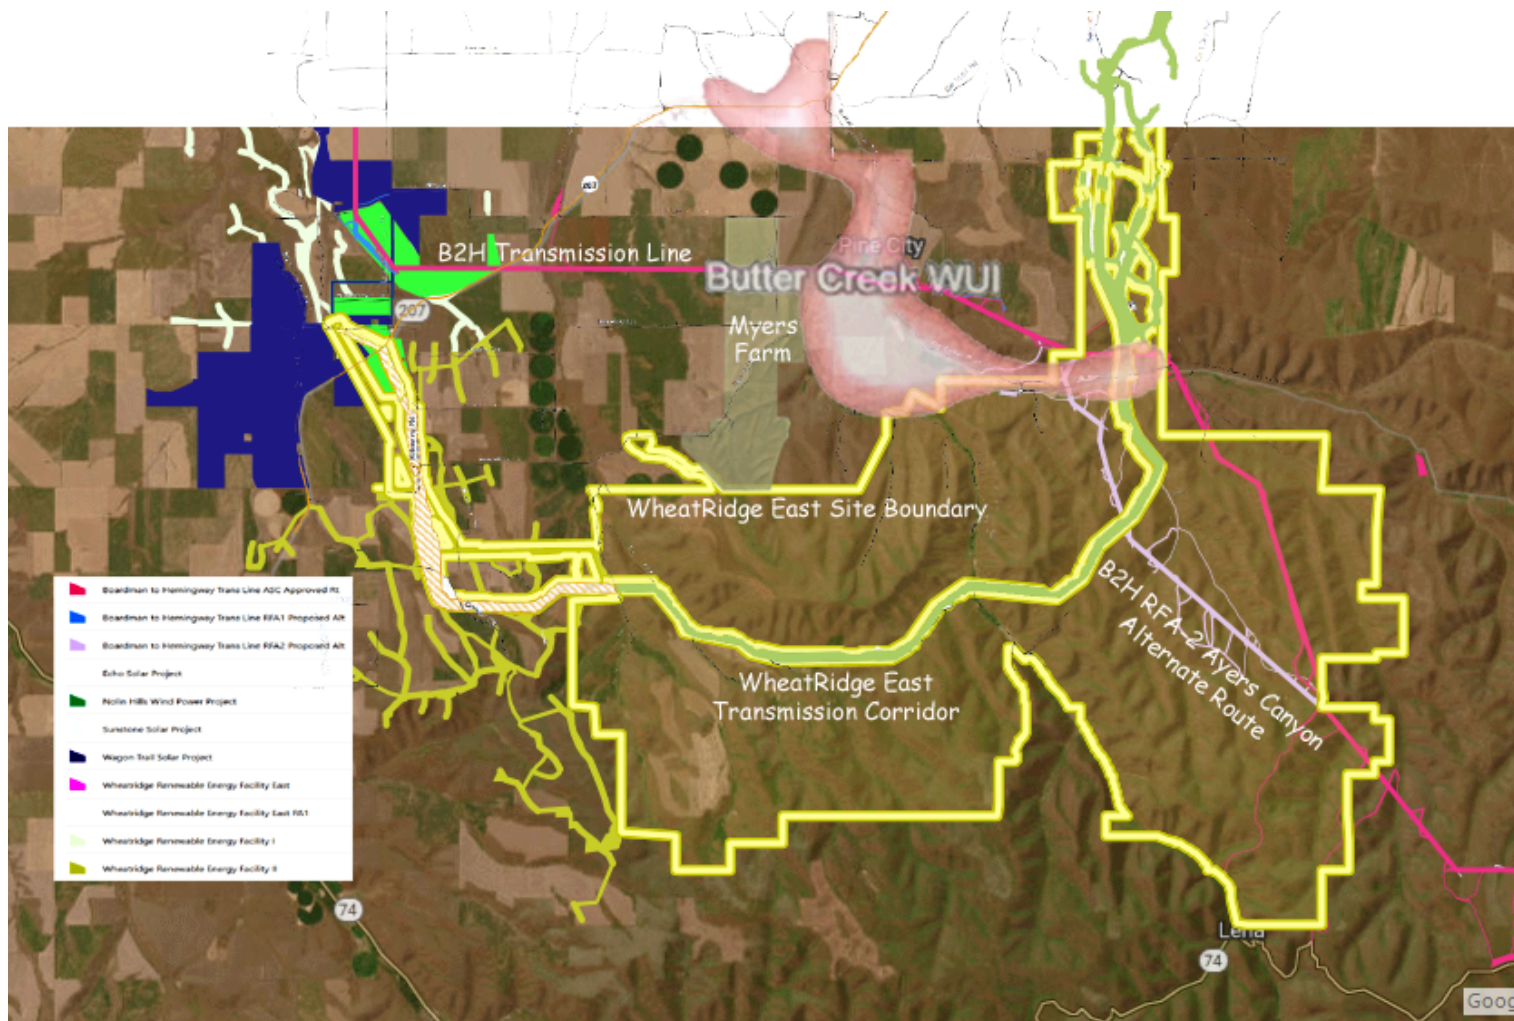 207
B2H Transmission Line
Pine City
Butter Creek WUI
207
Myers
Farm
WheatRidge East Site Boundary
B2H RFA-2 Ayers Canyon
Alternate Route
WheatRidge East
Transmission Corridor
Boardman to Hemingway Trans Line ASC Approved Rt
Boardman to Hemingway Trans Line RFA1 Proposed Alt
Boardman to Hemingway Trans Line RFA2 Proposed Alt
Echo Solar Project
Nolin Hills Wind Power Project
Sunstone Solar Project
Wagon Trail Solar Project
Wheatridge Renewable Energy Facility East
Wheatridge Renewable Energy Facility East RFA1
Wheatridge Renewable Energy Facility I
Wheatridge Renewable Energy Facility II
74
Lena
74
Goog